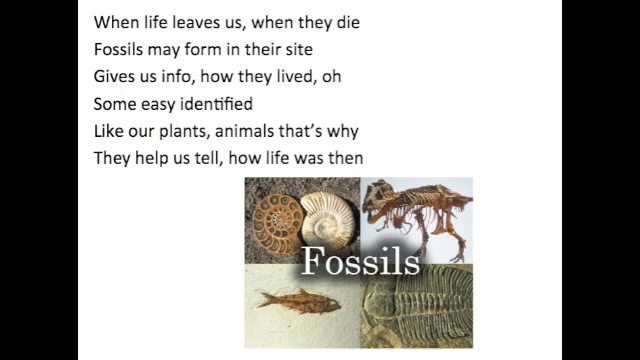 When life leaves us, when they die
Fossils may form in their site
Gives us info, how they lived, oh
Some easy identified
Like our plants, animals that’s why
They help us tell, how life was then
Fossils